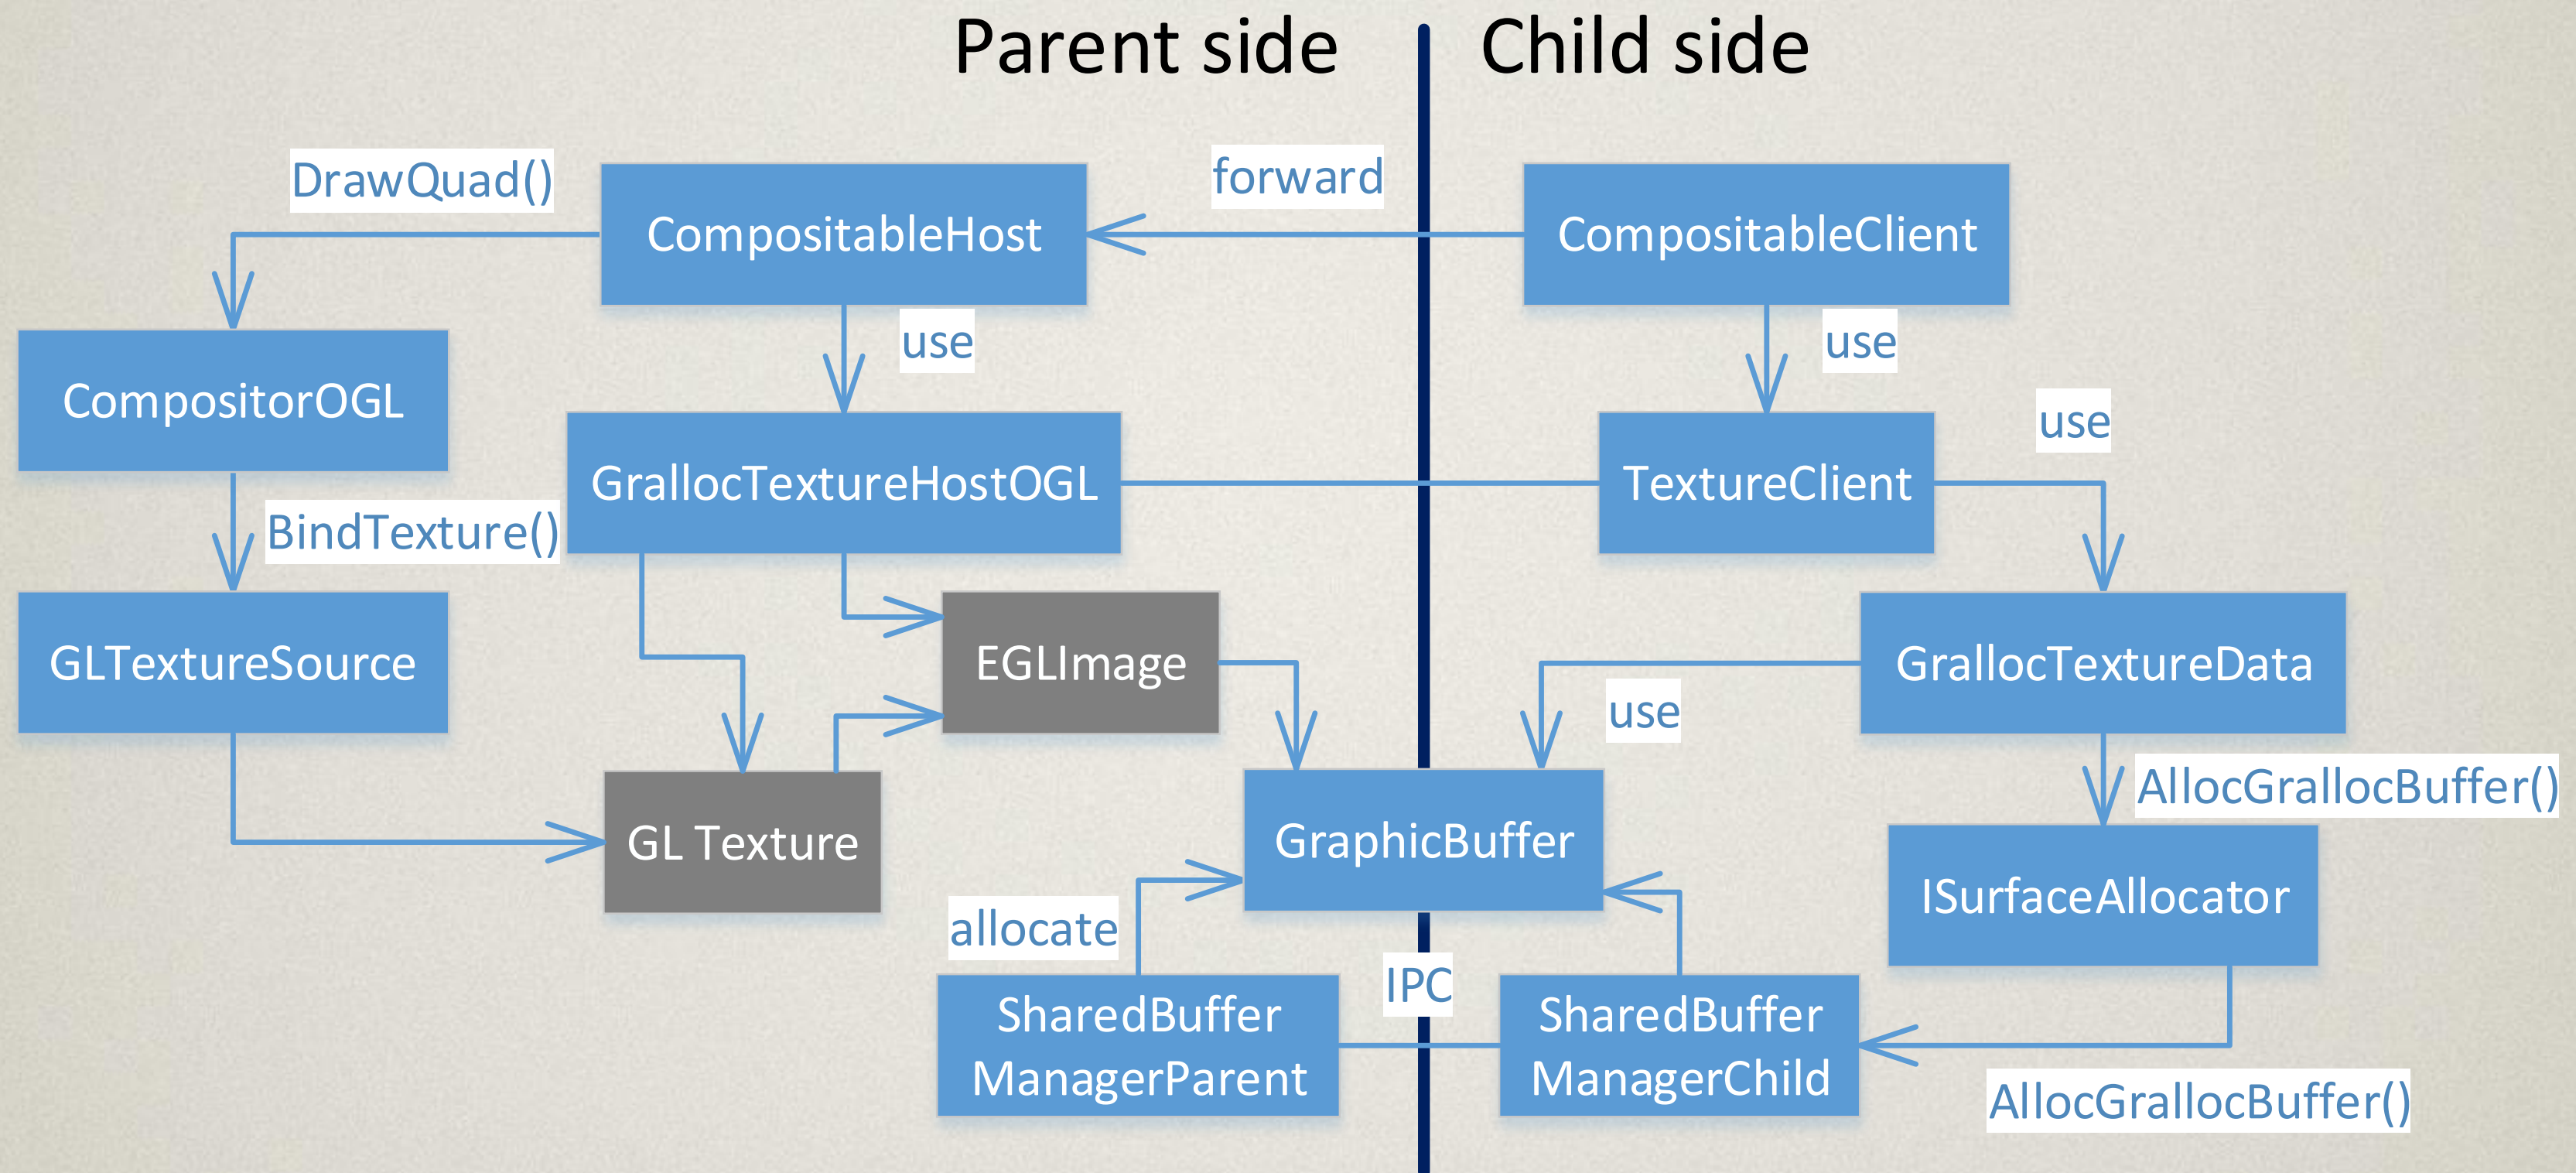 Parent side
Child side
DrawQuad()
forward
CompositableHost
CompositableClient
use
use
CompositorOGL
use
GrallocTextureHostOGL
TextureClient
BindTexture()
GLTextureSource
EGLImage
GrallocTextureData
use
AllocGrallocBuffer()
GL Texture
GraphicBuffer
ISurfaceAllocator
allocate
IPC
SharedBuffer
ManagerParent
SharedBuffer
ManagerChild
AllocGrallocBuffer()